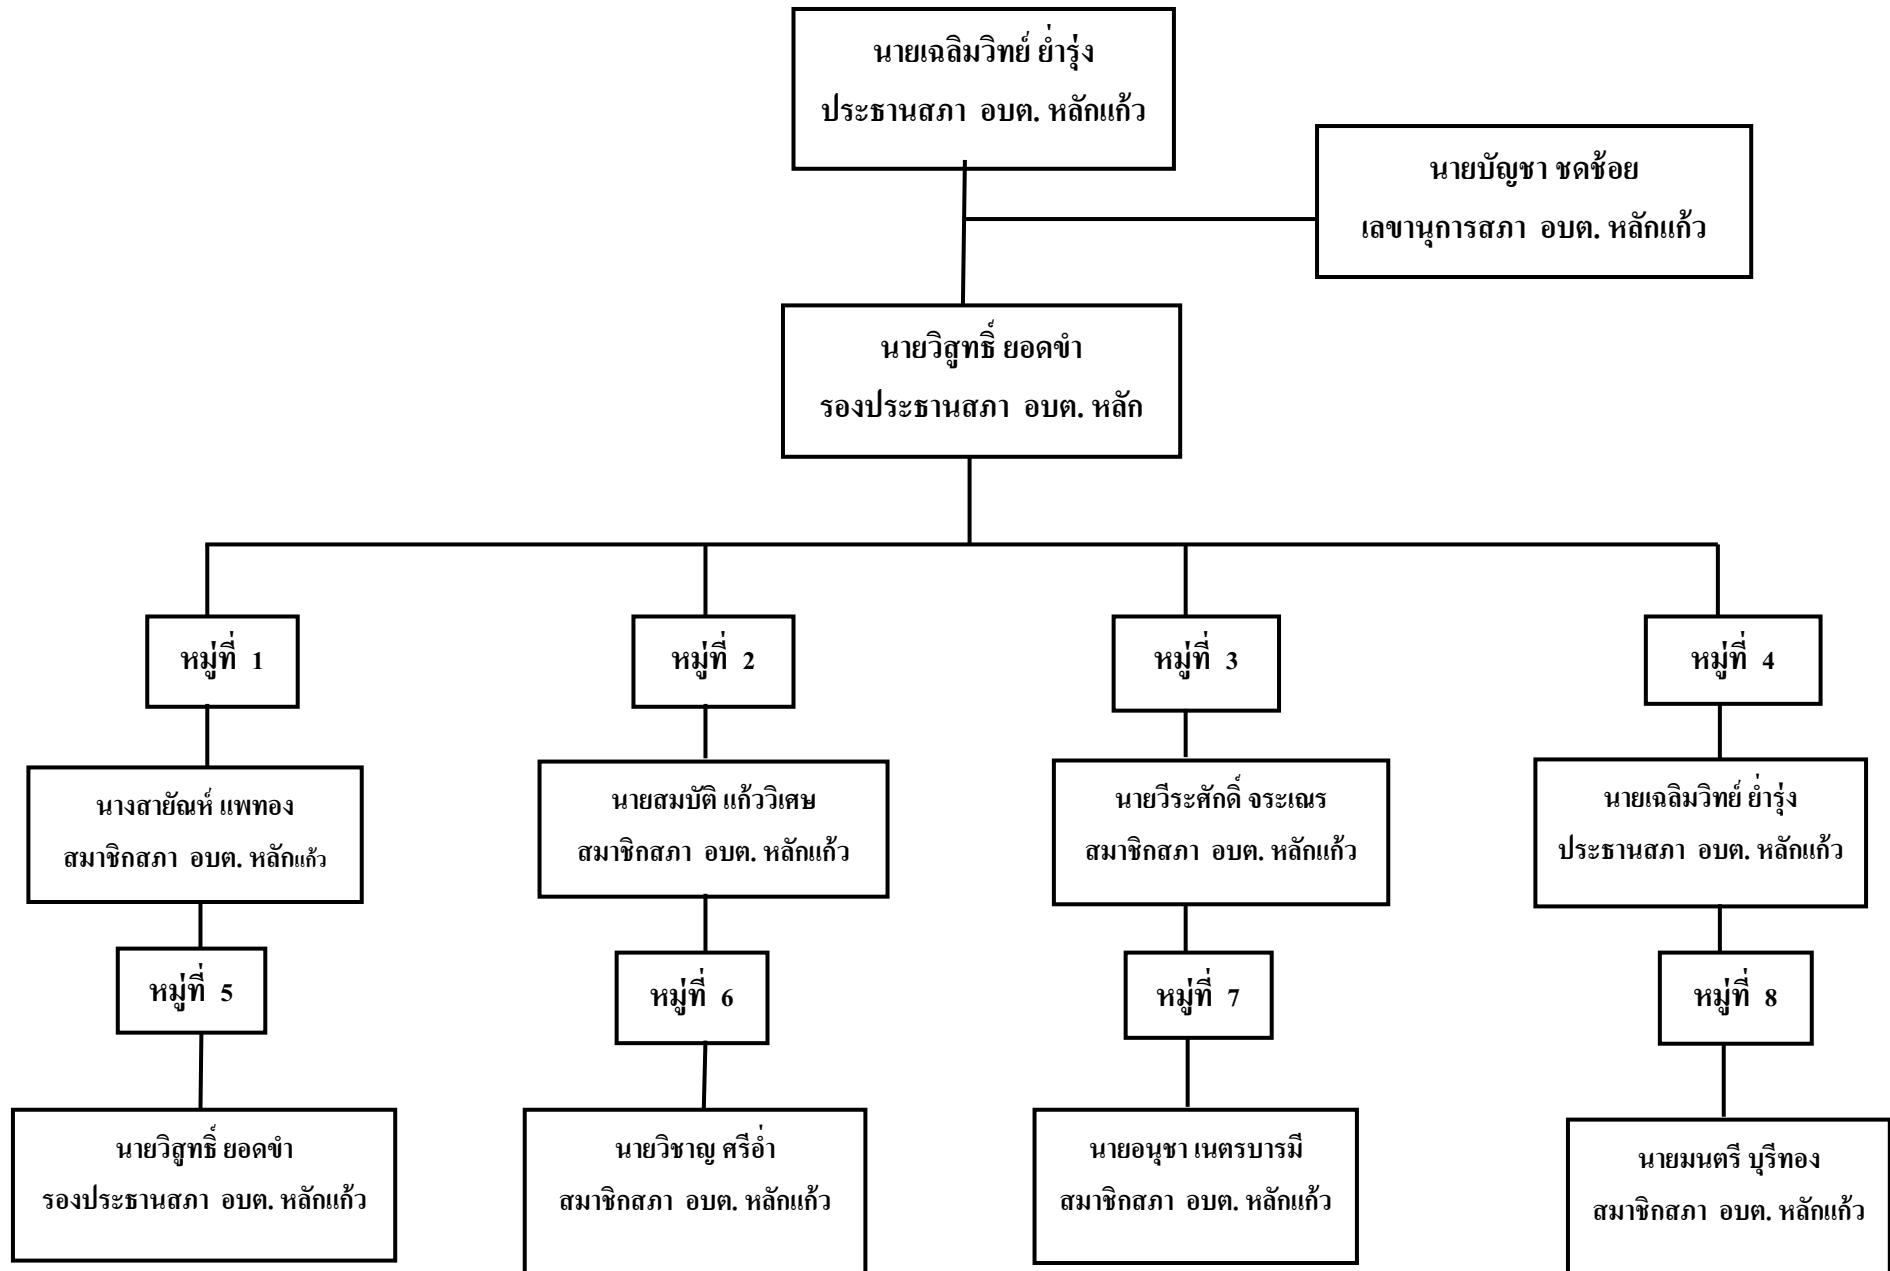 นายเฉลิมวิทย์ ย่ำรุ่ง
ประธานสภา อบต. หลักแก้ว
นายบัญชา ชดช้อย
เลขานุการสภา อบต. หลักแก้ว
นายวิสูทธิ์ ยอดขำ
รองประธานสภา อบต. หลัก
หมู่ที่ 1
หมู่ที่ 2
หมู่ที่ 3
หมู่ที่ 4
นางสายัณห์ แพทอง
สมาชิกสภา อบต. หลักแก้ว
นายสมบัติ แก้ววิเศษ
สมาชิกสภา อบต. หลักแก้ว
นายวีระศักดิ์ จระเณร
สมาชิกสภา อบต. หลักแก้ว
นายเฉลิมวิทย์ ย่ำรุ่ง
ประธานสภา อบต. หลักแก้ว
หมู่ที่ 5
หมู่ที่ 6
หมู่ที่ 7
หมู่ที่ 8
นายวิสูทธิ์ ยอดขำ
รองประธานสภา อบต. หลักแก้ว
นายวิชาญ ศรีอ่ำ
สมาชิกสภา อบต. หลักแก้ว
นายอนุชา เนตรบารมี
สมาชิกสภา อบต. หลักแก้ว
นายมนตรี บุรีทอง
สมาชิกสภา อบต. หลักแก้ว